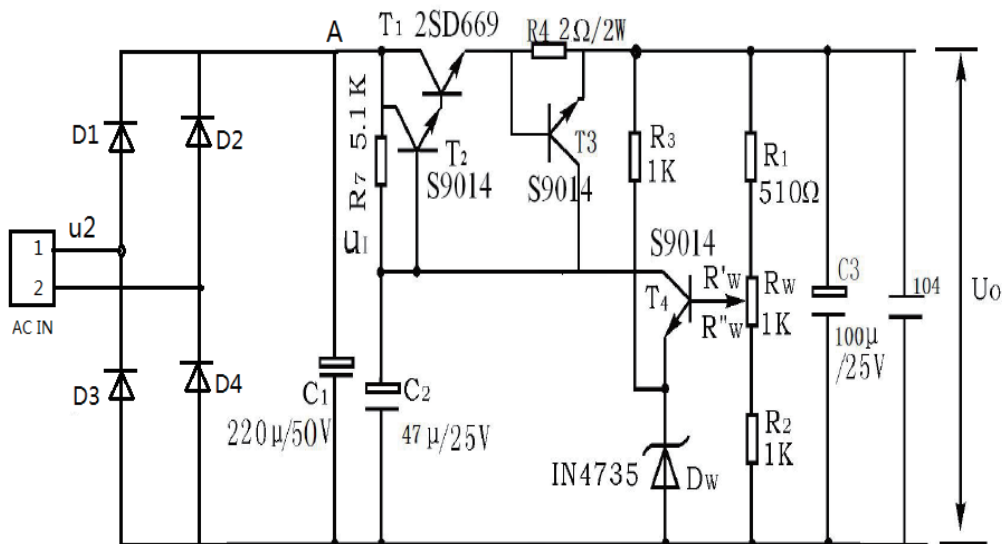 A
T1 2SD669
R4 2Ω/2W
D1
D2
R7 5.1K
T2
S9014
T3
S9014
R3
1K
R1
510Ω
u2
1
2
AC IN
uI
S9014
T4
R'w
R"w
Rw
1K
C3
100μ
/25V
104
Uo
D3
D4
C1
220μ/50V
C2
47μ/25V
IN4735
Dw
R2
1K